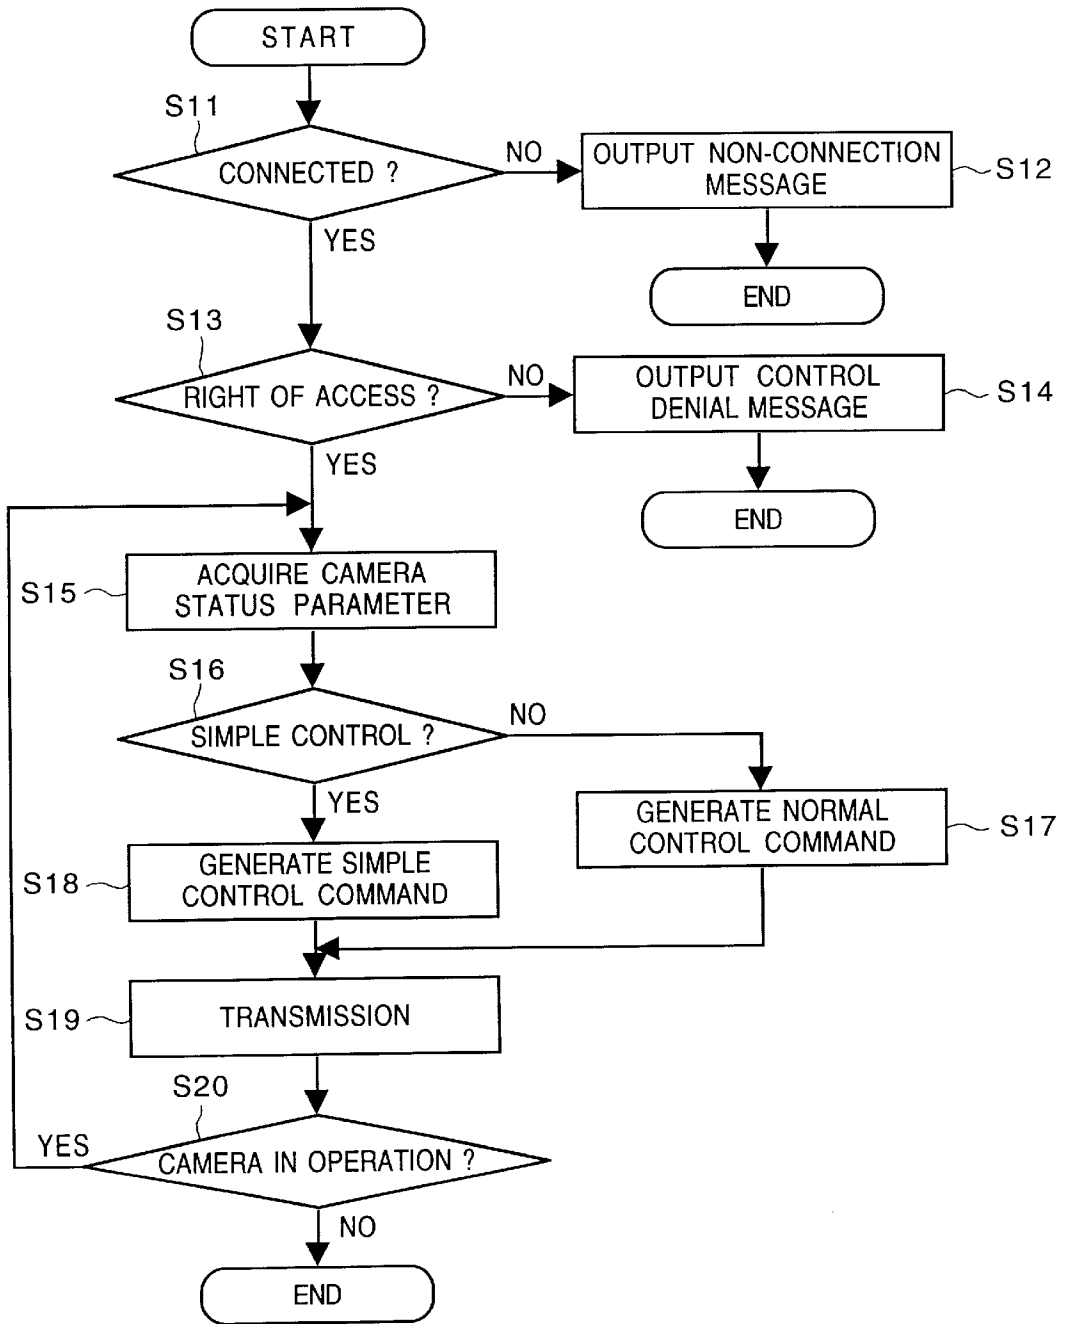 START
S11
CONNECTED ?
NO
OUTPUT NON-CONNECTION
MESSAGE
S12
YES
END
S13
RIGHT OF ACCESS ?
NO
OUTPUT CONTROL
DENIAL MESSAGE
S14
YES
END
S15
ACQUIRE CAMERA
STATUS PARAMETER
S16
SIMPLE CONTROL ?
NO
YES
GENERATE NORMAL
CONTROL COMMAND
S17
S18
GENERATE SIMPLE
CONTROL COMMAND
S19
TRANSMISSION
S20
YES
CAMERA IN OPERATION ?
NO
END